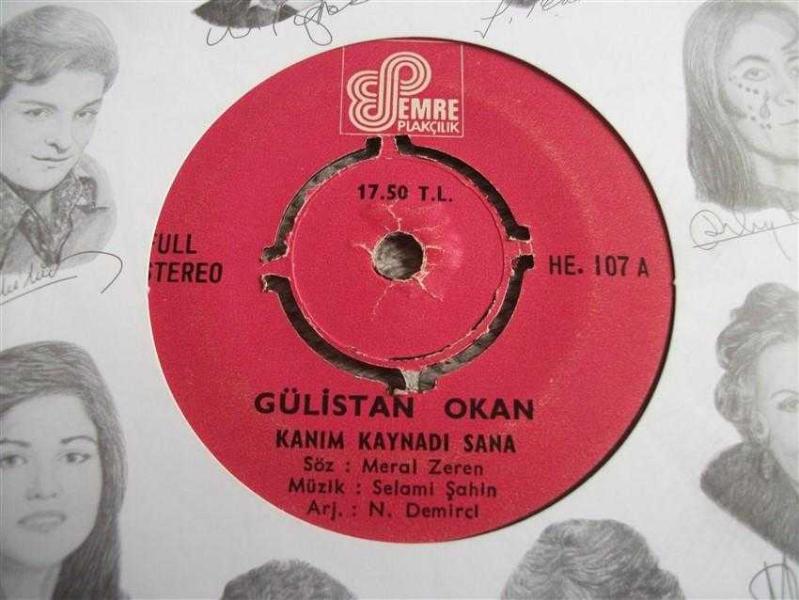 EMRE
PLAKÇILIK
17.50 T.L.
FULL
STEREO
HE. 107 A
GÜLİSTAN OKAN
KANIM KAYNADI SANA
Söz : Meral Zeren
Müzik : Selami Şahin
Arj. : N. Demirci